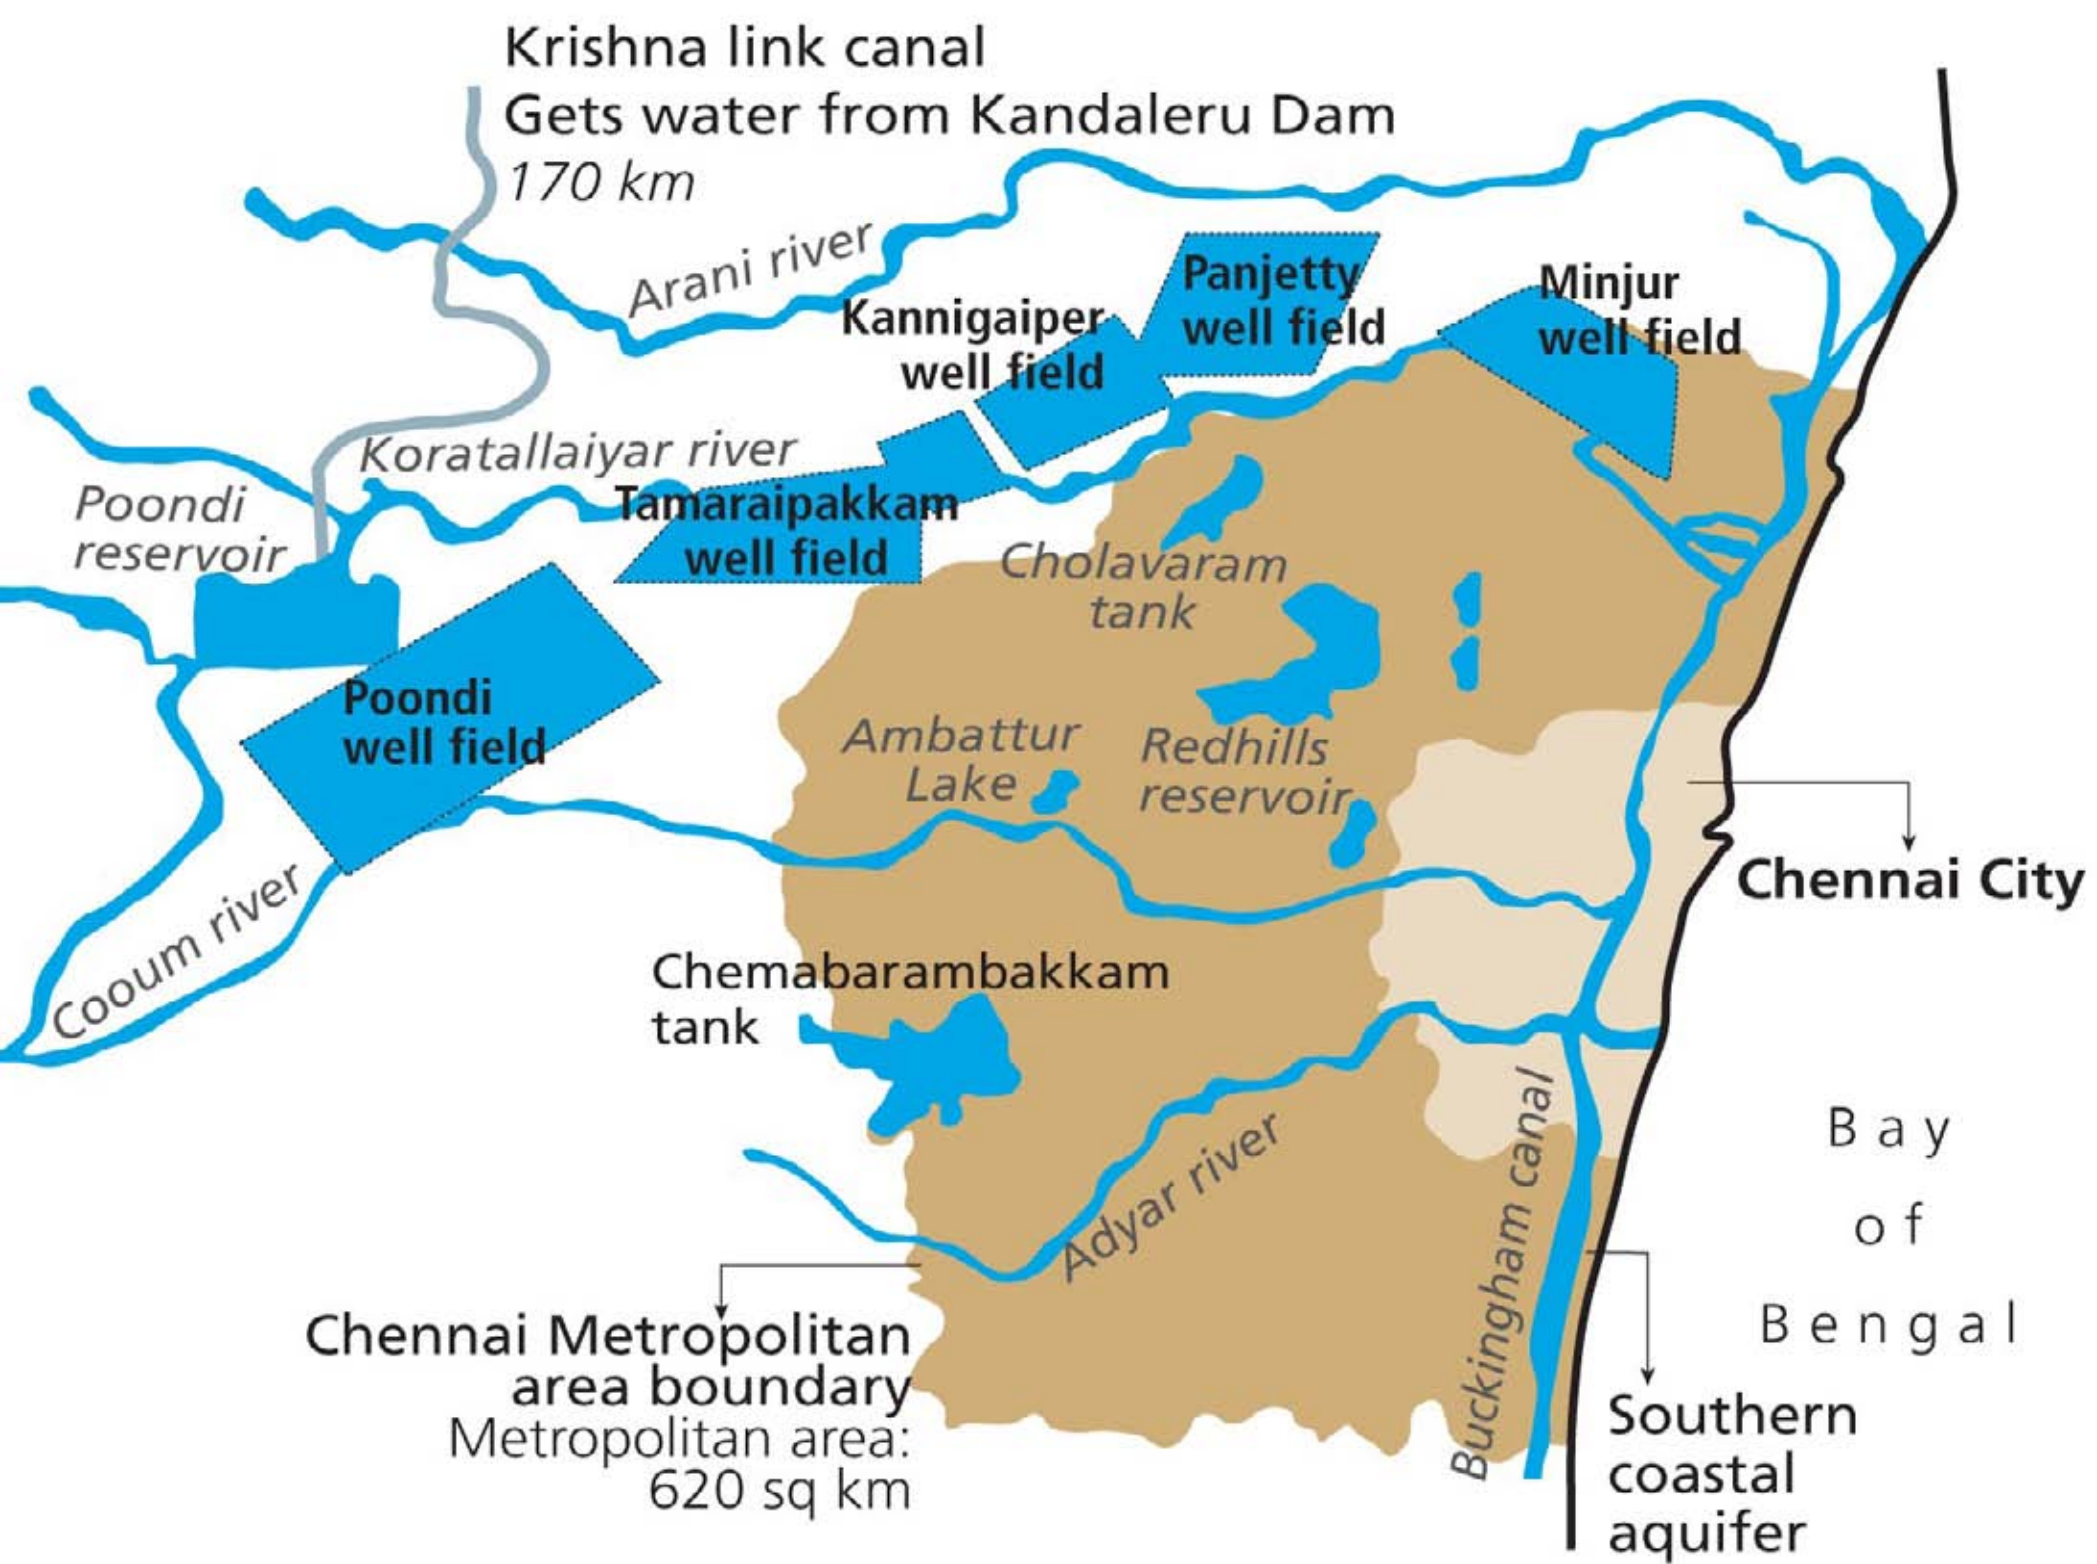 Krishna link canal
Gets water from Kandaleru Dam
170 km
Arani river
Panjetty
well field
Minjur
well field
Kannigaiper
well field
Koratallaiyar river
Poondi
reservoir
Tamaraipakkam
well field
Cholavaram
tank
Poondi
well field
Ambattur
Lake
Redhills
reservoir
Chennai City
Cooum river
Chemabarambakkam
tank
Adyar river
Buckingham canal
Bay
of
Bengal
Chennai Metropolitan
area boundary
Metropolitan area:
620 sq km
Southern
coastal
aquifer